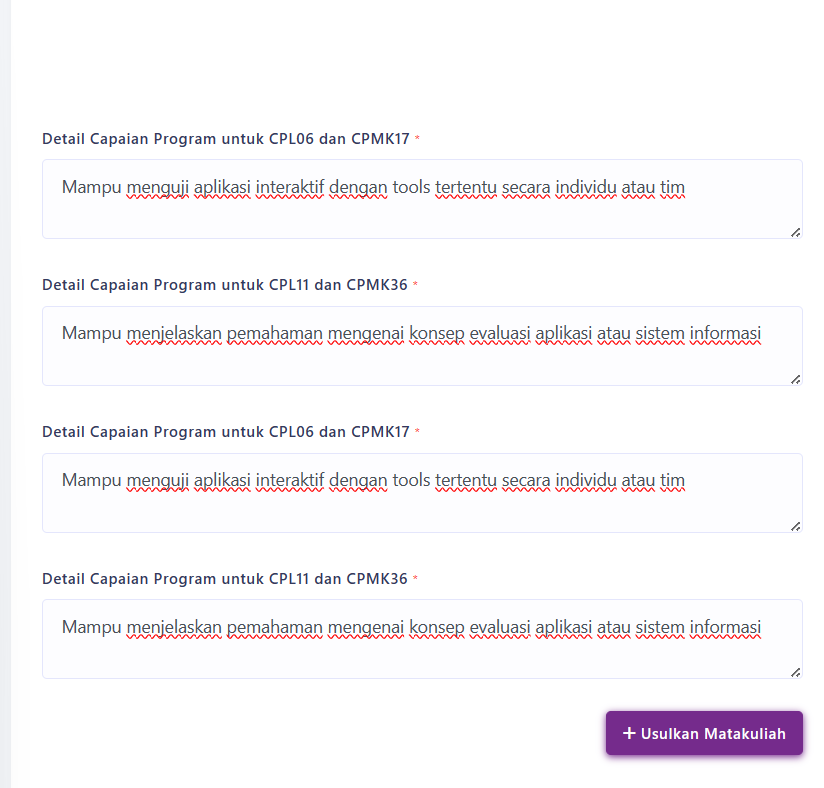 Detail Capaian Program untuk CPL06 dan CPMK17 *
Mampu menguji aplikasi interaktif dengan tools tertentu secara individu atau tim
Detail Capaian Program untuk CPL11 dan CPMK36 *
Mampu menjelaskan pemahaman mengenai konsep evaluasi aplikasi atau sistem informasi
Detail Capaian Program untuk CPL06 dan CPMK17 *
Mampu menguji aplikasi interaktif dengan tools tertentu secara individu atau tim
Detail Capaian Program untuk CPL11 dan CPMK36 *
Mampu menjelaskan pemahaman mengenai konsep evaluasi aplikasi atau sistem informasi
+ Usulkan Matakuliah